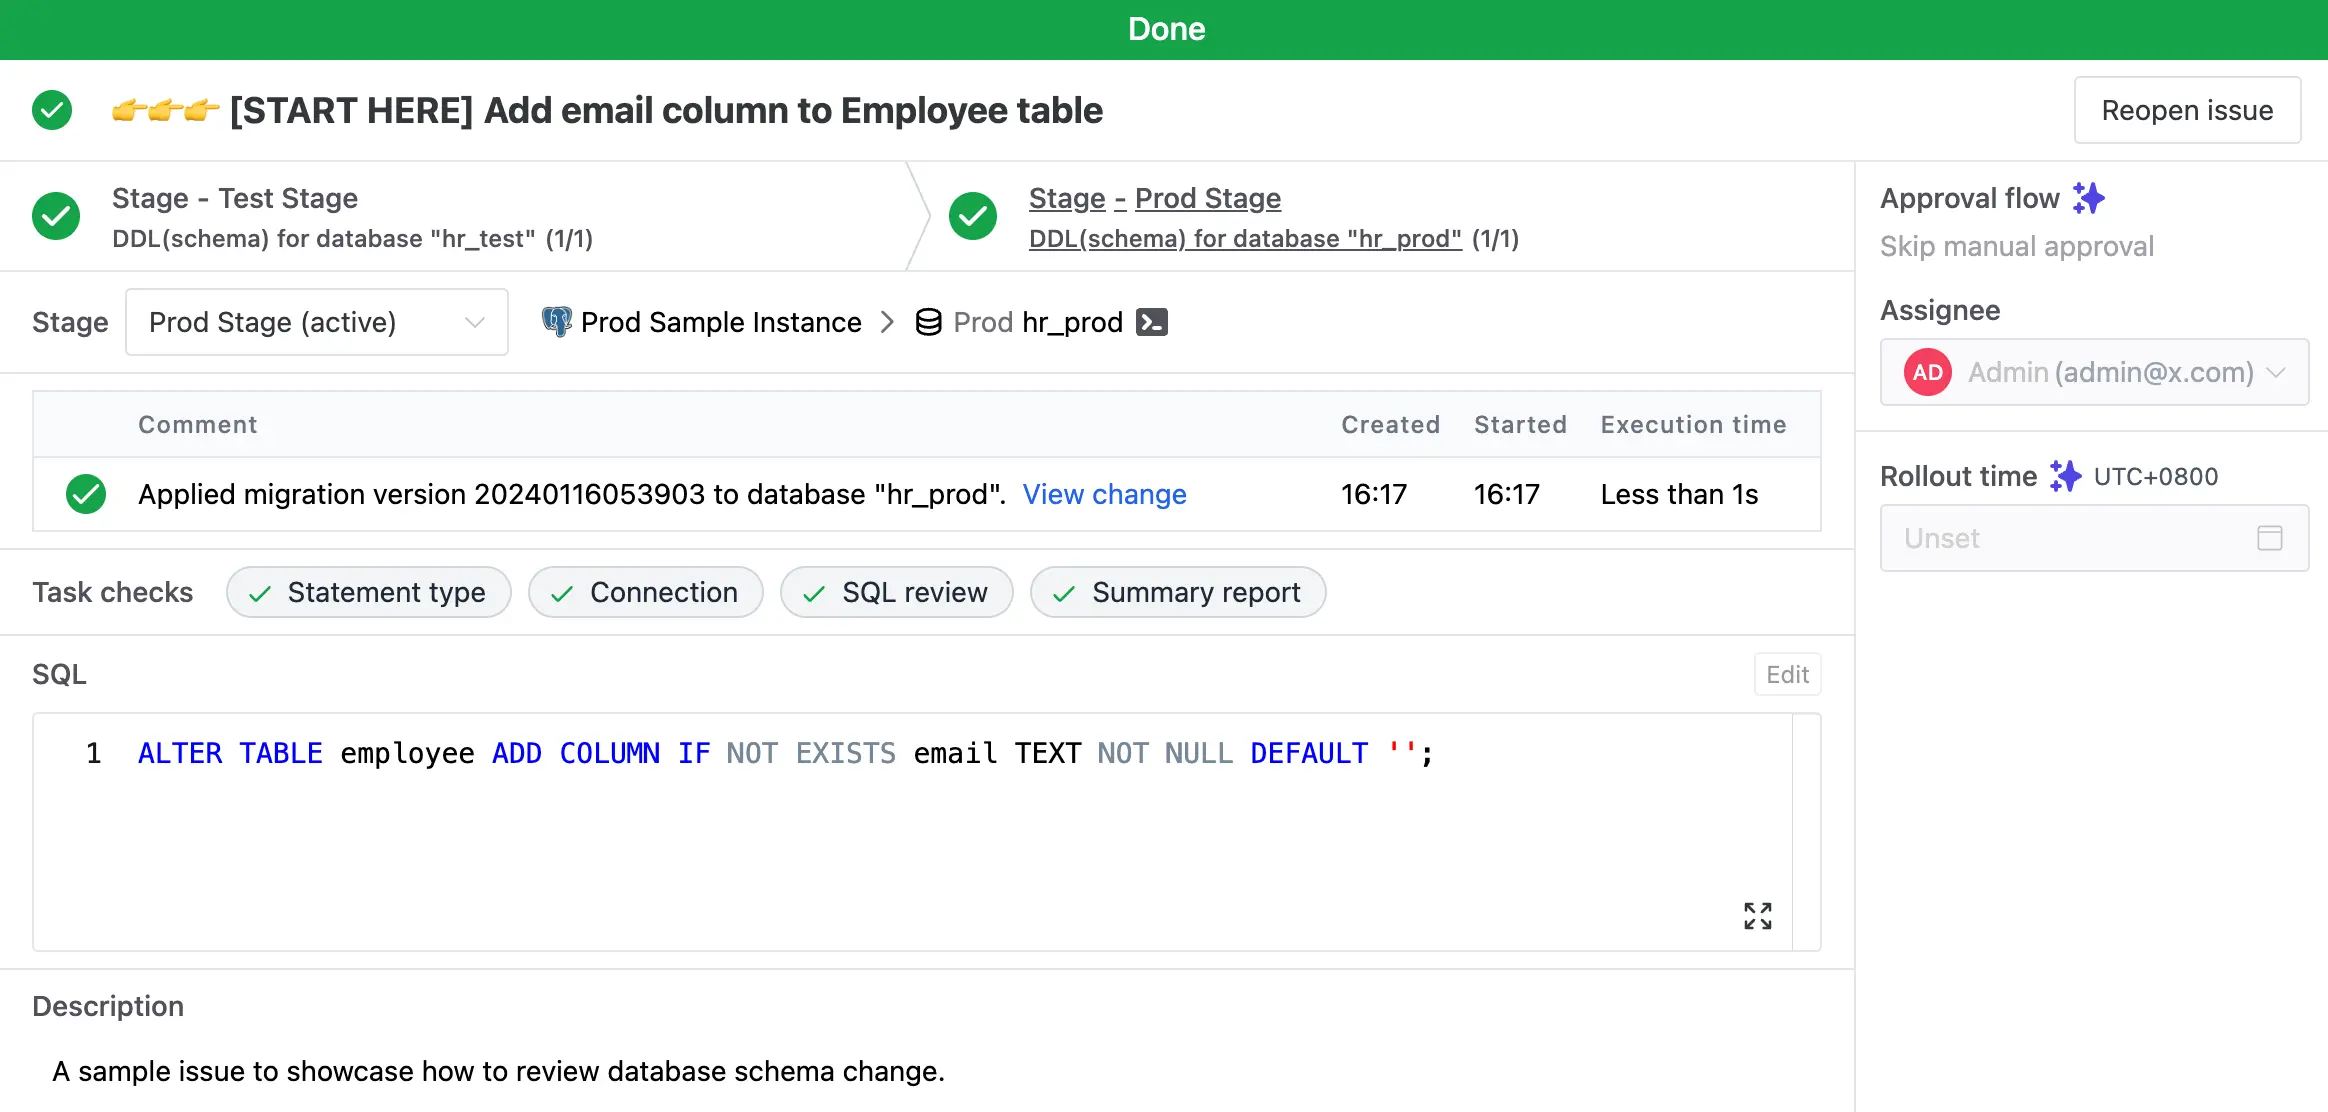 Done
👉👉👉 [START HERE] Add email column to Employee table
Reopen issue
Stage - Test Stage
DDL(schema) for database "hr_test" (1/1)
Stage - Prod Stage
DDL(schema) for database "hr_prod" (1/1)
Stage
Prod Stage (active)
Prod Sample Instance
Prod hr_prod
Comment Created Started Execution time
Applied migration version 20240116053903 to database "hr_prod". View change 16:17 16:17 Less than 1s
Task checks
Statement type
Connection
SQL review
Summary report
SQL
Edit
1 ALTER TABLE employee ADD COLUMN IF NOT EXISTS email TEXT NOT NULL DEFAULT '';
Description
A sample issue to showcase how to review database schema change.
Approval flow
Skip manual approval
Assignee
AD Admin (admin@x.com)
Rollout time UTC+0800
Unset